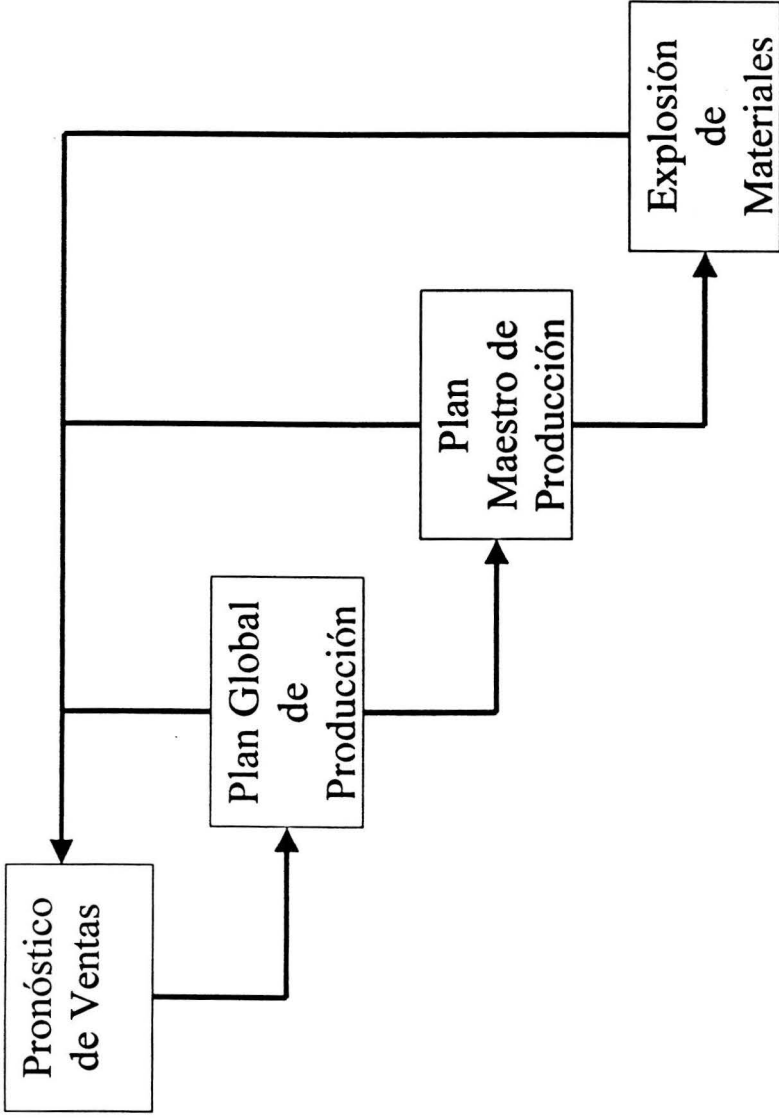 Pronóstico
de Ventas
Plan Global
de
Producción
Plan
Maestro de
Producción
Explosión
de
Materiales